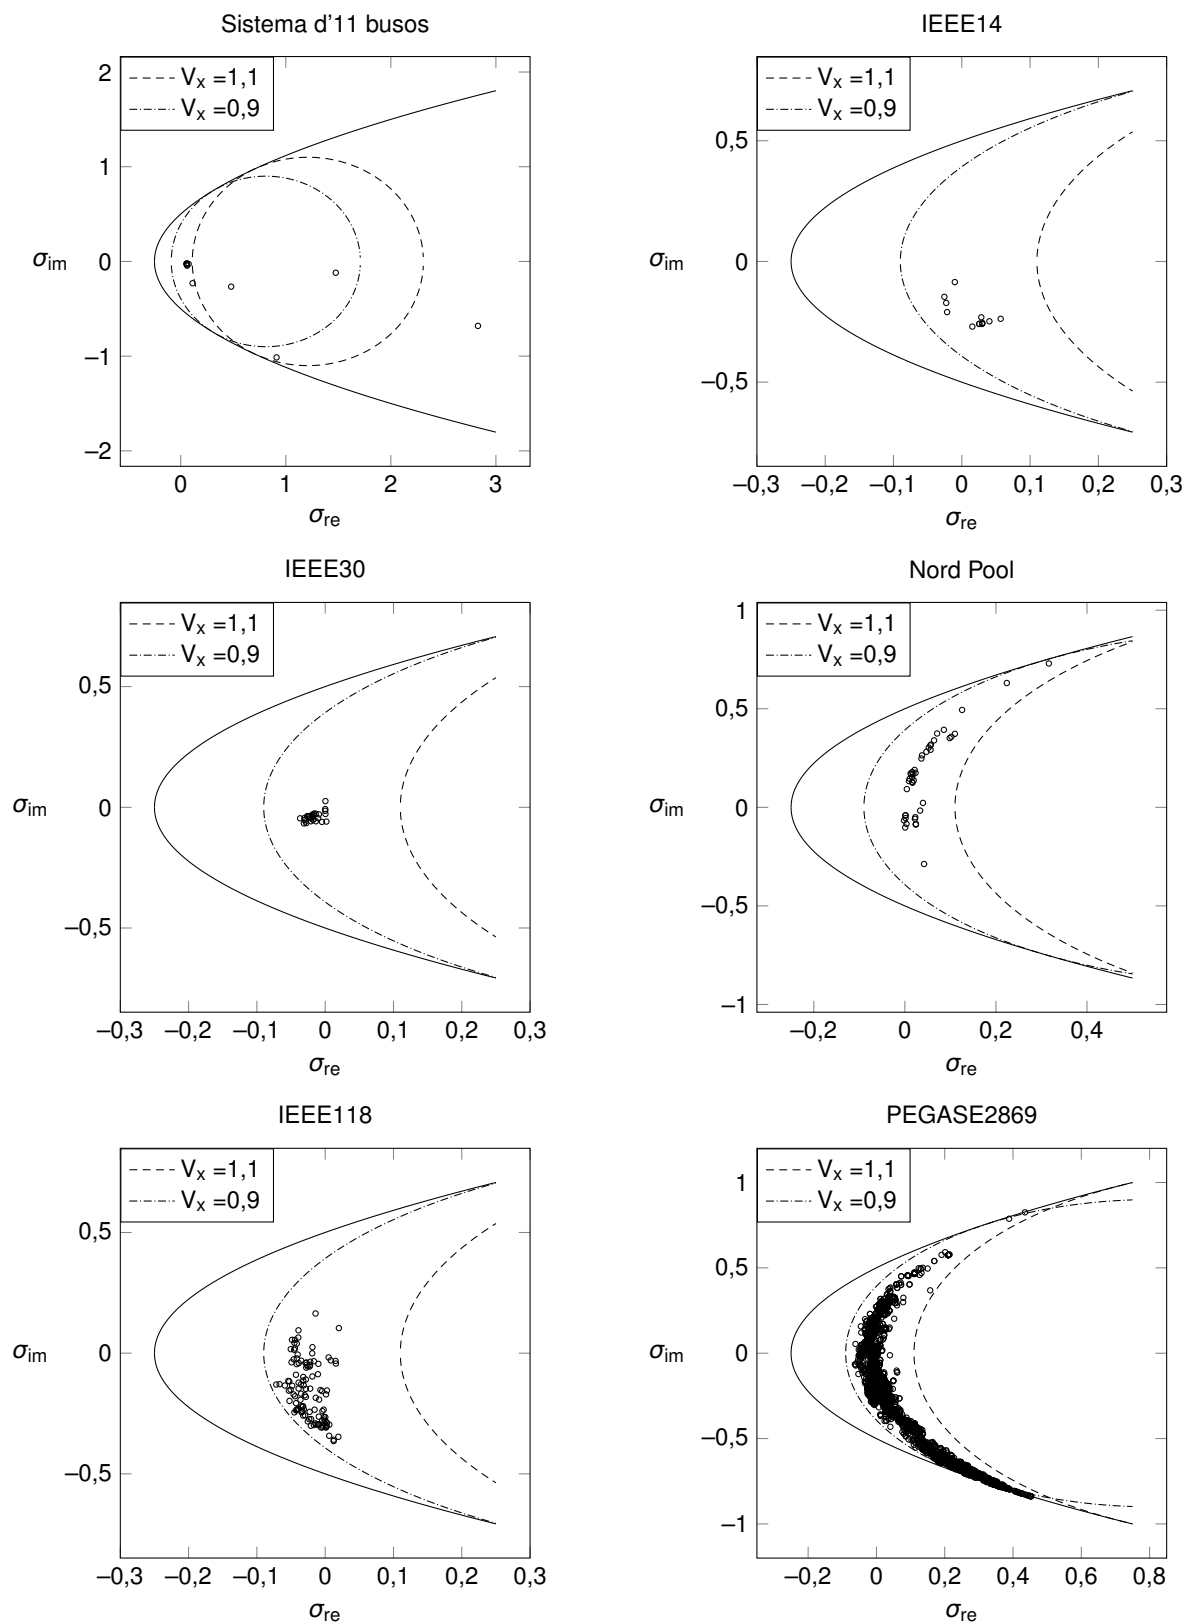 Sistema d'11 busos
V_x =1,1
V_x =0,9
2
1
0
−1
−2
σ_im
0
1
2
3
σ_re
IEEE14
V_x =1,1
V_x =0,9
0,5
0
−0,5
σ_im
−0,3
−0,2
−0,1
0
0,1
0,2
0,3
σ_re
IEEE30
V_x =1,1
V_x =0,9
0,5
0
−0,5
σ_im
−0,3
−0,2
−0,1
0
0,1
0,2
0,3
σ_re
Nord Pool
V_x =1,1
V_x =0,9
1
0,5
0
−0,5
−1
σ_im
−0,2
0
0,2
0,4
σ_re
IEEE118
V_x =1,1
V_x =0,9
0,5
0
−0,5
σ_im
−0,3
−0,2
−0,1
0
0,1
0,2
0,3
σ_re
PEGASE2869
V_x =1,1
V_x =0,9
1
0,5
0
−0,5
−1
σ_im
−0,2
0
0,2
0,4
0,6
0,8
σ_re